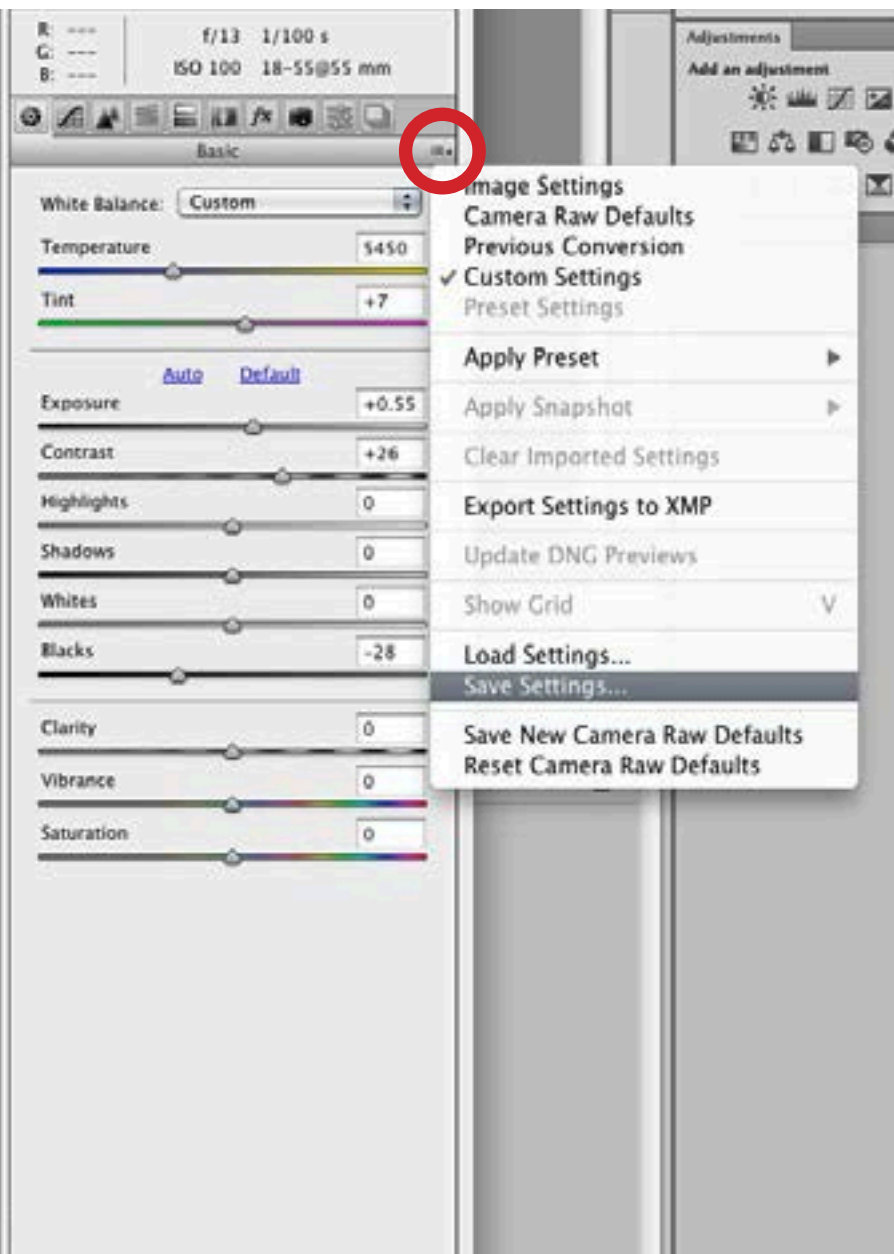 R: ---
G: ---
B: ---
f/13 1/100 s
ISO 100 18-55@55 mm
Basic
White Balance: Custom
Temperature 5450
Tint +7
Auto Default
Exposure +0.55
Contrast +26
Highlights 0
Shadows 0
Whites 0
Blacks -28
Clarity 0
Vibrance 0
Saturation 0
Image Settings
Camera Raw Defaults
Previous Conversion
✓ Custom Settings
Preset Settings
Apply Preset
Apply Snapshot
Clear Imported Settings
Export Settings to XMP
Update DNG Previews
Show Grid V
Load Settings...
Save Settings...
Save New Camera Raw Defaults
Reset Camera Raw Defaults
Adjustments
Add an adjustment